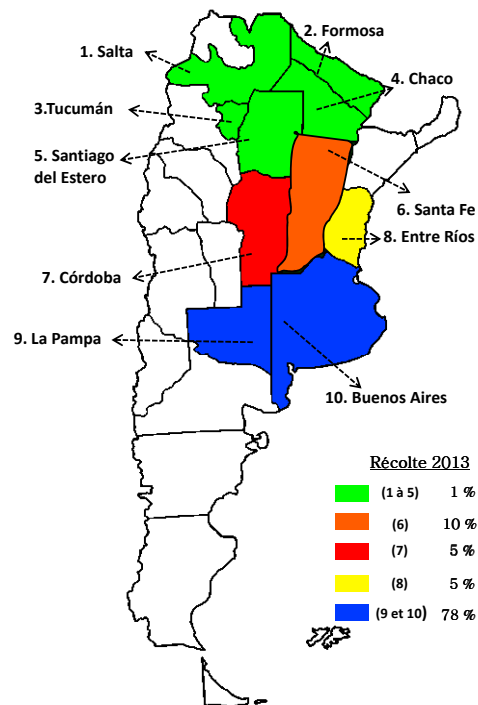 2. Formosa
1. Salta
4. Chaco
3.Tucumán
5. Santiago
del Estero
6. Santa Fe
8. Entre Ríos
7. Córdoba
9. La Pampa
10. Buenos Aires
Récolte 2013
(1 à 5) 1 %
(6) 10 %
(7) 5 %
(8) 5 %
(9 et 10) 78 %